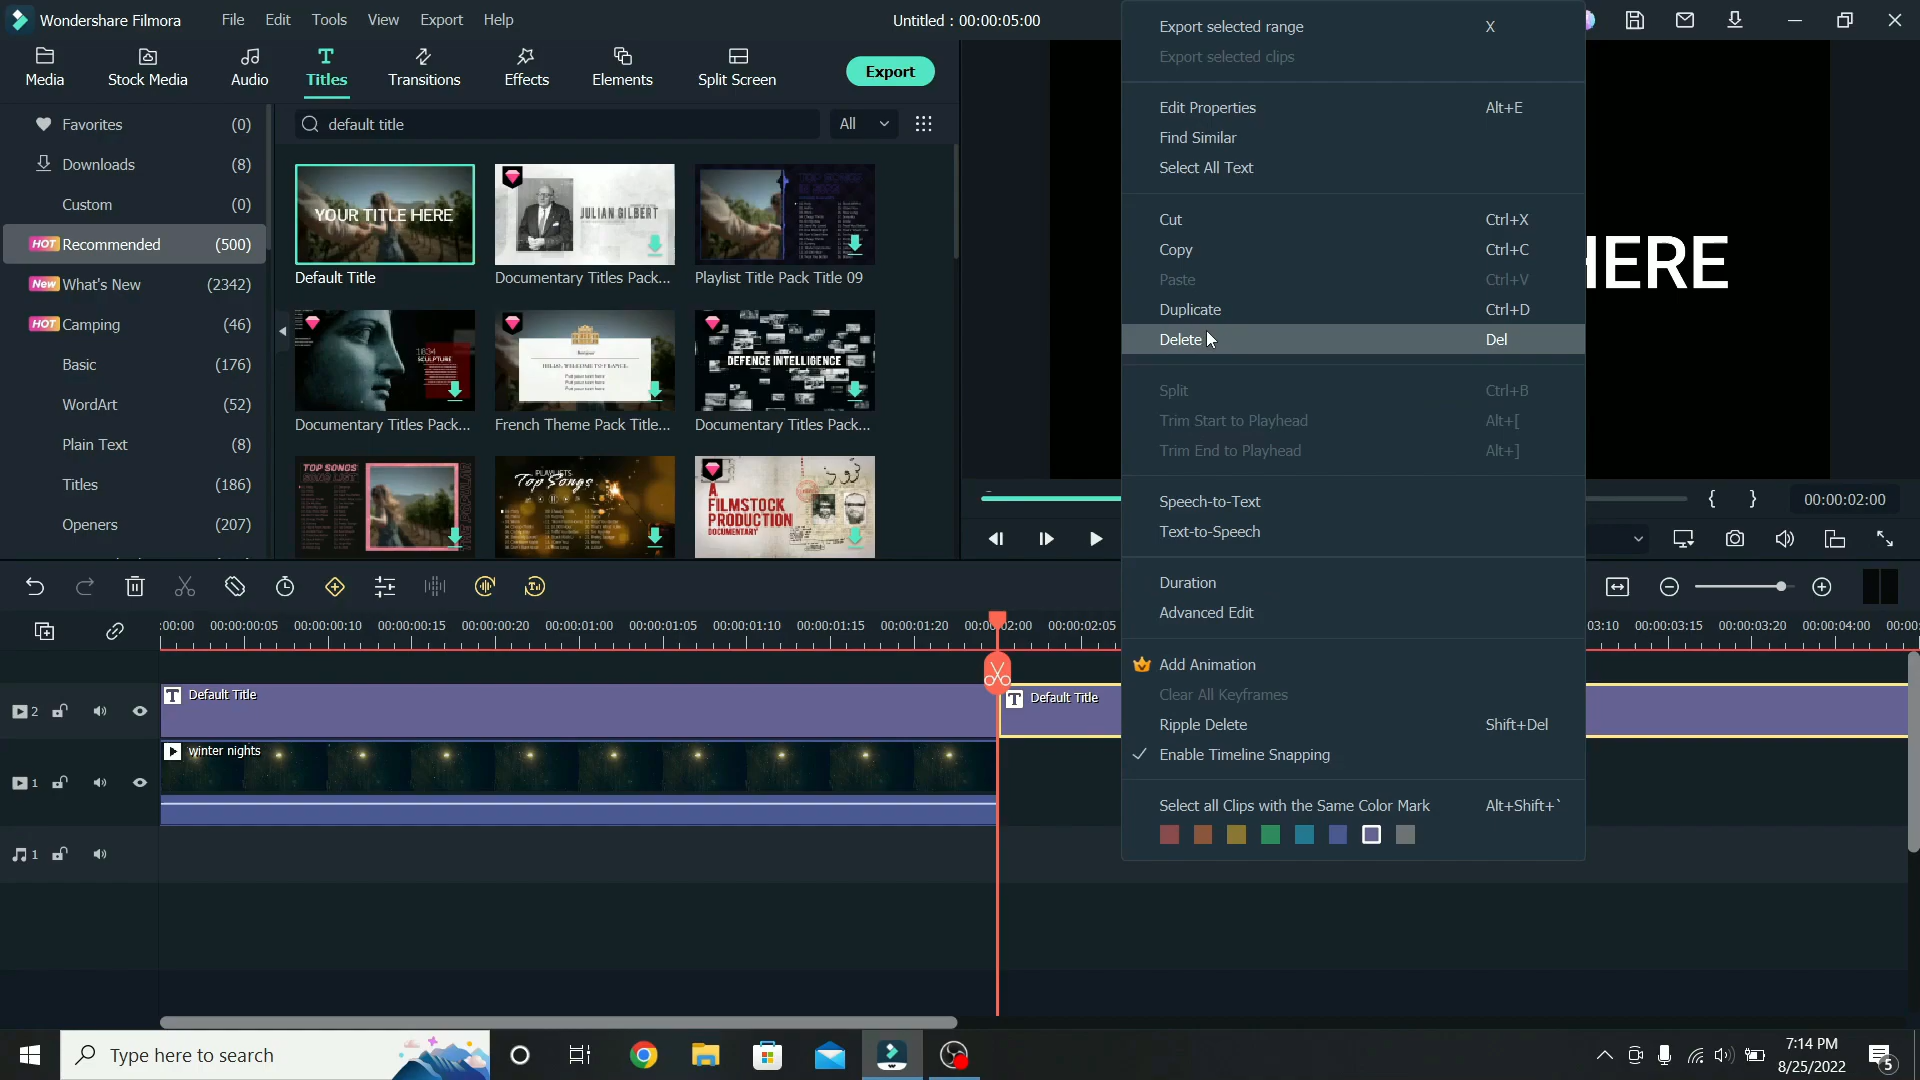 Wondershare Filmora
File Edit Tools View Export Help
Untitled : 00:00:05:00
Media
Stock Media
Audio
Titles
Transitions
Effects
Elements
Split Screen
Export
Favorites (0)
Downloads (8)
Custom (0)
HOT Recommended (500)
New What's New (2342)
HOT Camping (46)
Basic (176)
WordArt (52)
Plain Text (8)
Titles (186)
Openers (207)
default title
All
YOUR TITLE HERE
Default Title
JULIAN GILBERT
Documentary Titles Pack...
TOP SONGS
Playlist Title Pack Title 09
1834
SCULPTURE
Documentary Titles Pack...
French Theme Pack Title...
DEFENCE INTELLIGENCE
Documentary Titles Pack...
TOP SONGS
PLAYLISTS
Top Songs
A
FILMSTOCK
PRODUCTION
DOCUMENTARY
HERE
Export selected range X
Export selected clips
Edit Properties Alt+E
Find Similar
Select All Text
Cut Ctrl+X
Copy Ctrl+C
Paste Ctrl+V
Duplicate Ctrl+D
Delete Del
Split Ctrl+B
Trim Start to Playhead Alt+[
Trim End to Playhead Alt+]
Speech-to-Text
Text-to-Speech
Duration
Advanced Edit
Add Animation
Clear All Keyframes
Ripple Delete Shift+Del
Enable Timeline Snapping
Select all Clips with the Same Color Mark Alt+Shift+`
{ } 00:00:02:00
:00:00 00:00:00:05 00:00:00:10 00:00:00:15 00:00:00:20 00:00:01:00 00:00:01:05 00:00:01:10 00:00:01:15 00:00:01:20 00:00:02:00 00:00:02:05 03:10 00:00:03:15 00:00:03:20 00:00:04:00 00:00:
2
T Default Title
T Default Title
1
winter nights
1
Type here to search
7:14 PM
8/25/2022
5